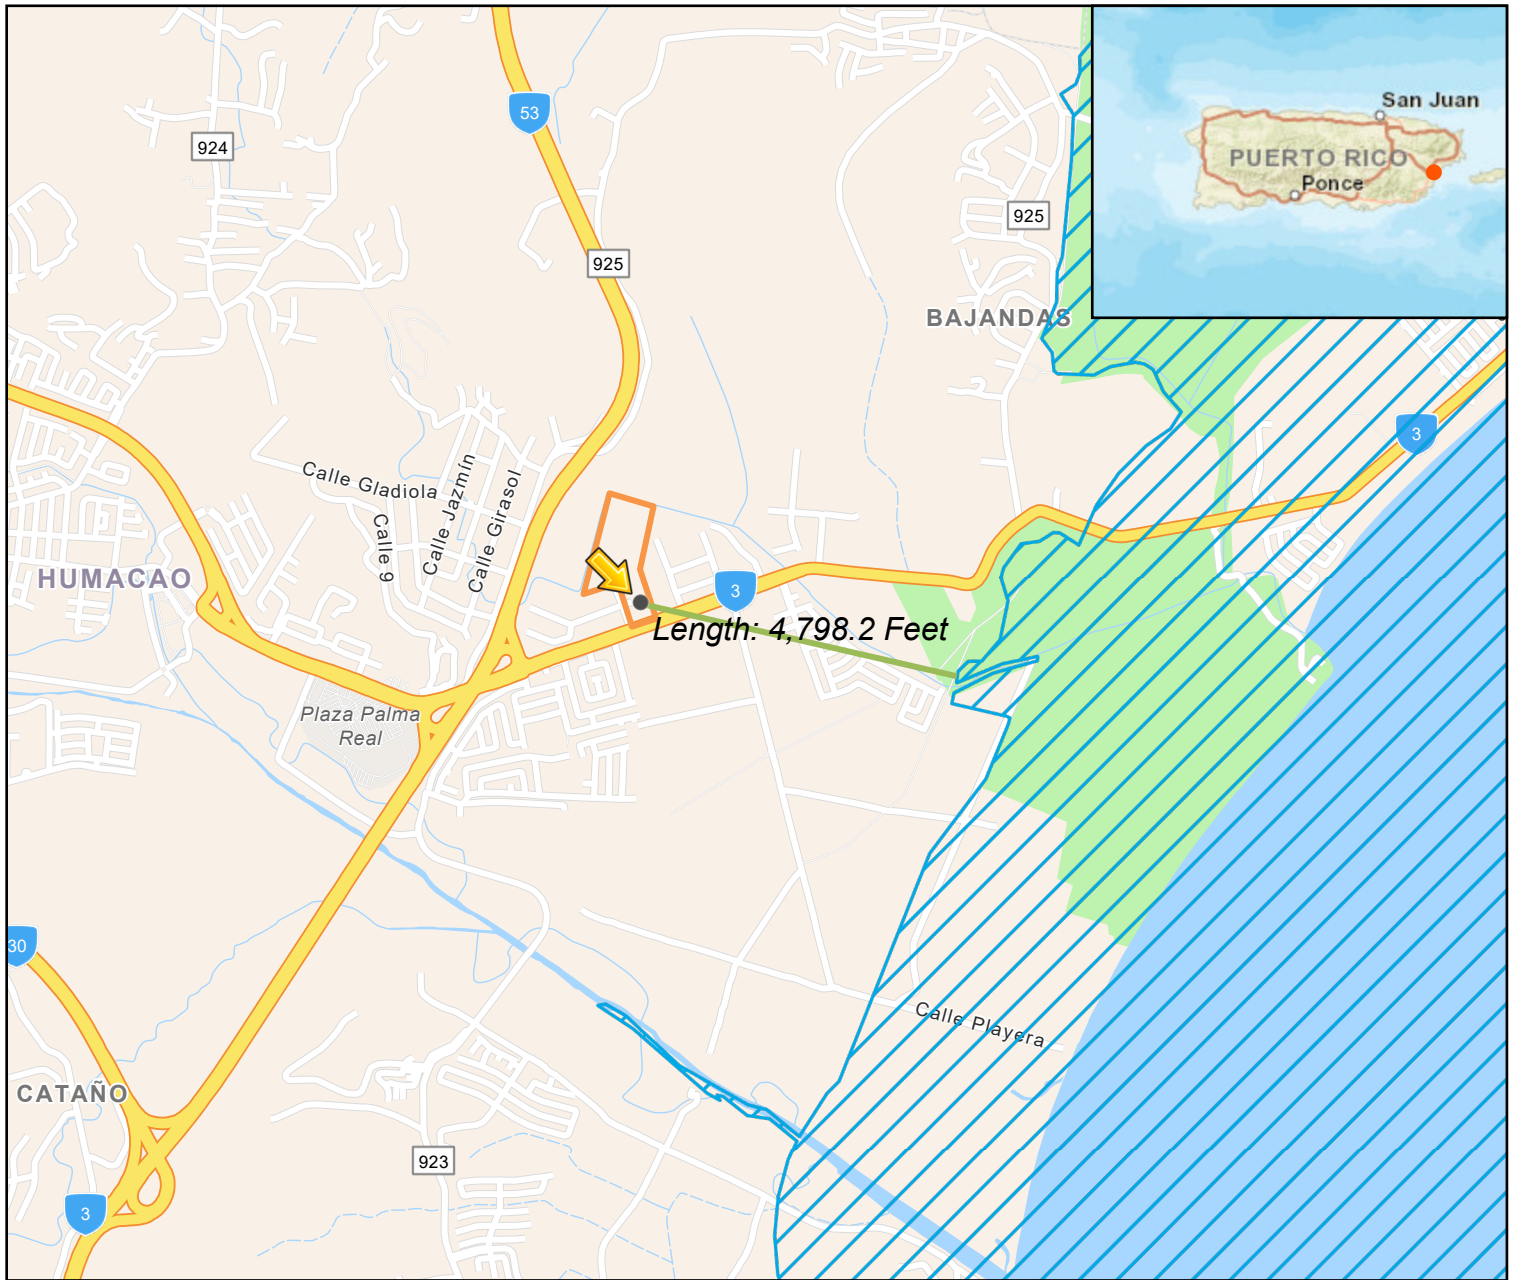 San Juan
PUERTO RICO
Ponce
53
924
925
925
BAJANDAS
3
Calle Gladiola
Calle Jazmín
Calle Girasol
Calle 9
HUMACAO
3
Length: 4,798.2 Feet
Plaza Palma
Real
30
Calle Playera
CATAÑO
923
3